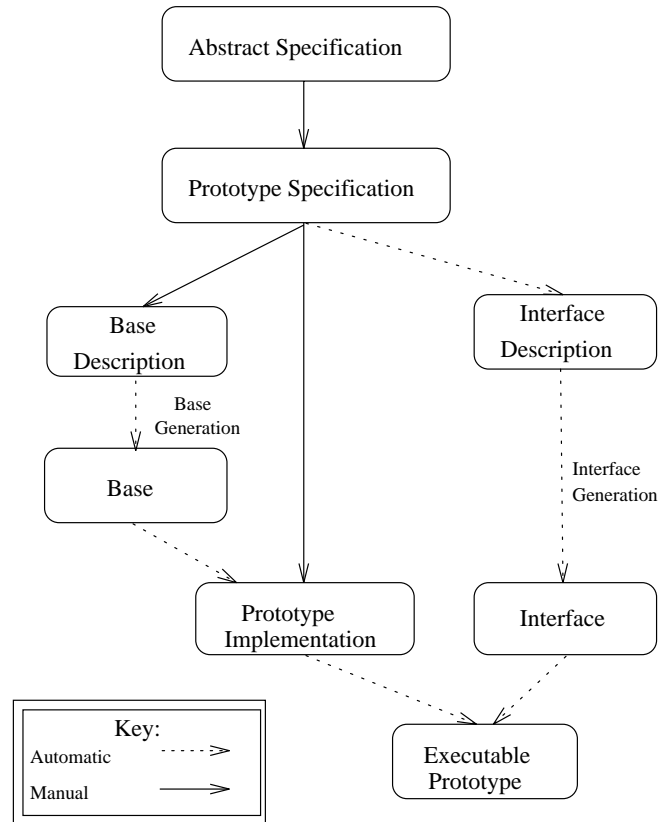 Abstract Specification
Prototype Specification
Base
Description
Interface
Description
Base
Generation
Base
Interface
Generation
Prototype
Implementation
Interface
Key:
Automatic
Manual
Executable
Prototype